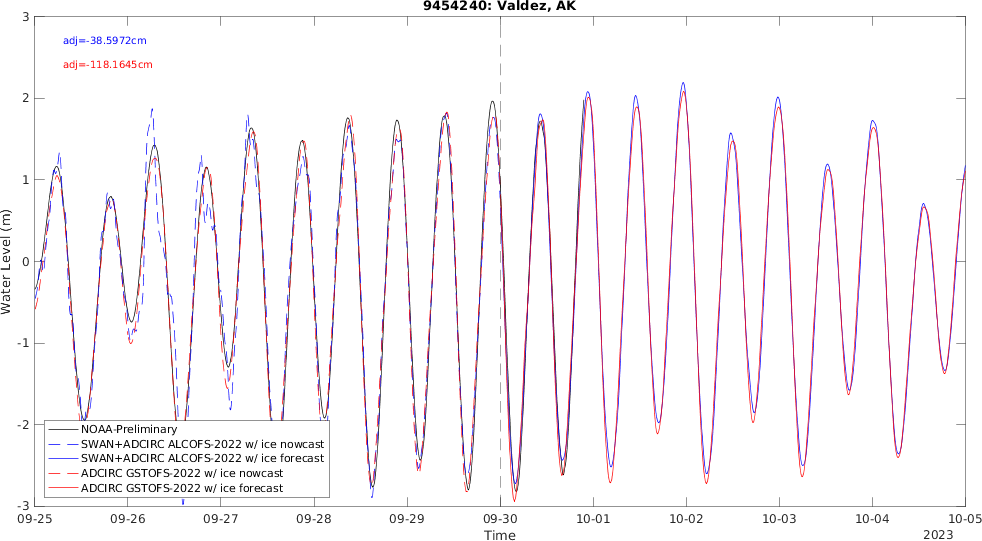 9454240: Valdez, AK
adj=-38.5972cm
adj=-118.1645cm
Water Level (m)
3
2
1
0
-1
-2
-3
NOAA-Preliminary
SWAN+ADCIRC ALCOFS-2022 w/ ice nowcast
SWAN+ADCIRC ALCOFS-2022 w/ ice forecast
ADCIRC GSTOFS-2022 w/ ice nowcast
ADCIRC GSTOFS-2022 w/ ice forecast
09-25 09-26 09-27 09-28 09-29 09-30 10-01 10-02 10-03 10-04 10-05
Time
2023